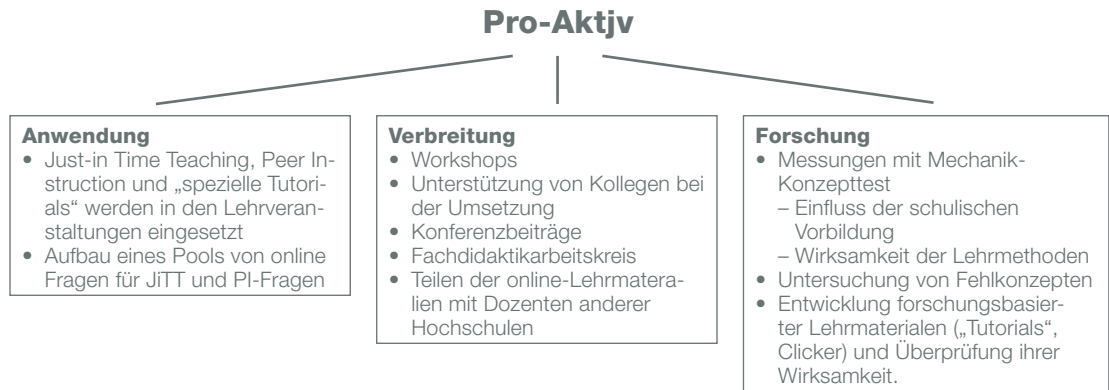 Pro-Aktjv
Anwendung
• Just-in Time Teaching, Peer In-
struction und „spezielle Tutori-
als“ werden in den Lehrveran-
staltungen eingesetzt
• Aufbau eines Pools von online
Fragen für JiTT und PI-Fragen
Verbreitung
• Workshops
• Unterstützung von Kollegen bei
der Umsetzung
• Konferenzbeiträge
• Fachdidaktikarbeitskreis
• Teilen der online-Lehrmatera-
lien mit Dozenten anderer
Hochschulen
Forschung
• Messungen mit Mechanik-
Konzepttest
– Einfluss der schulischen
Vorbildung
– Wirksamkeit der Lehrmethoden
• Untersuchung von Fehlkonzepten
• Entwicklung forschungsbasier-
ter Lehrmaterialen („Tutorials“,
Clicker) und Überprüfung ihrer
Wirksamkeit.